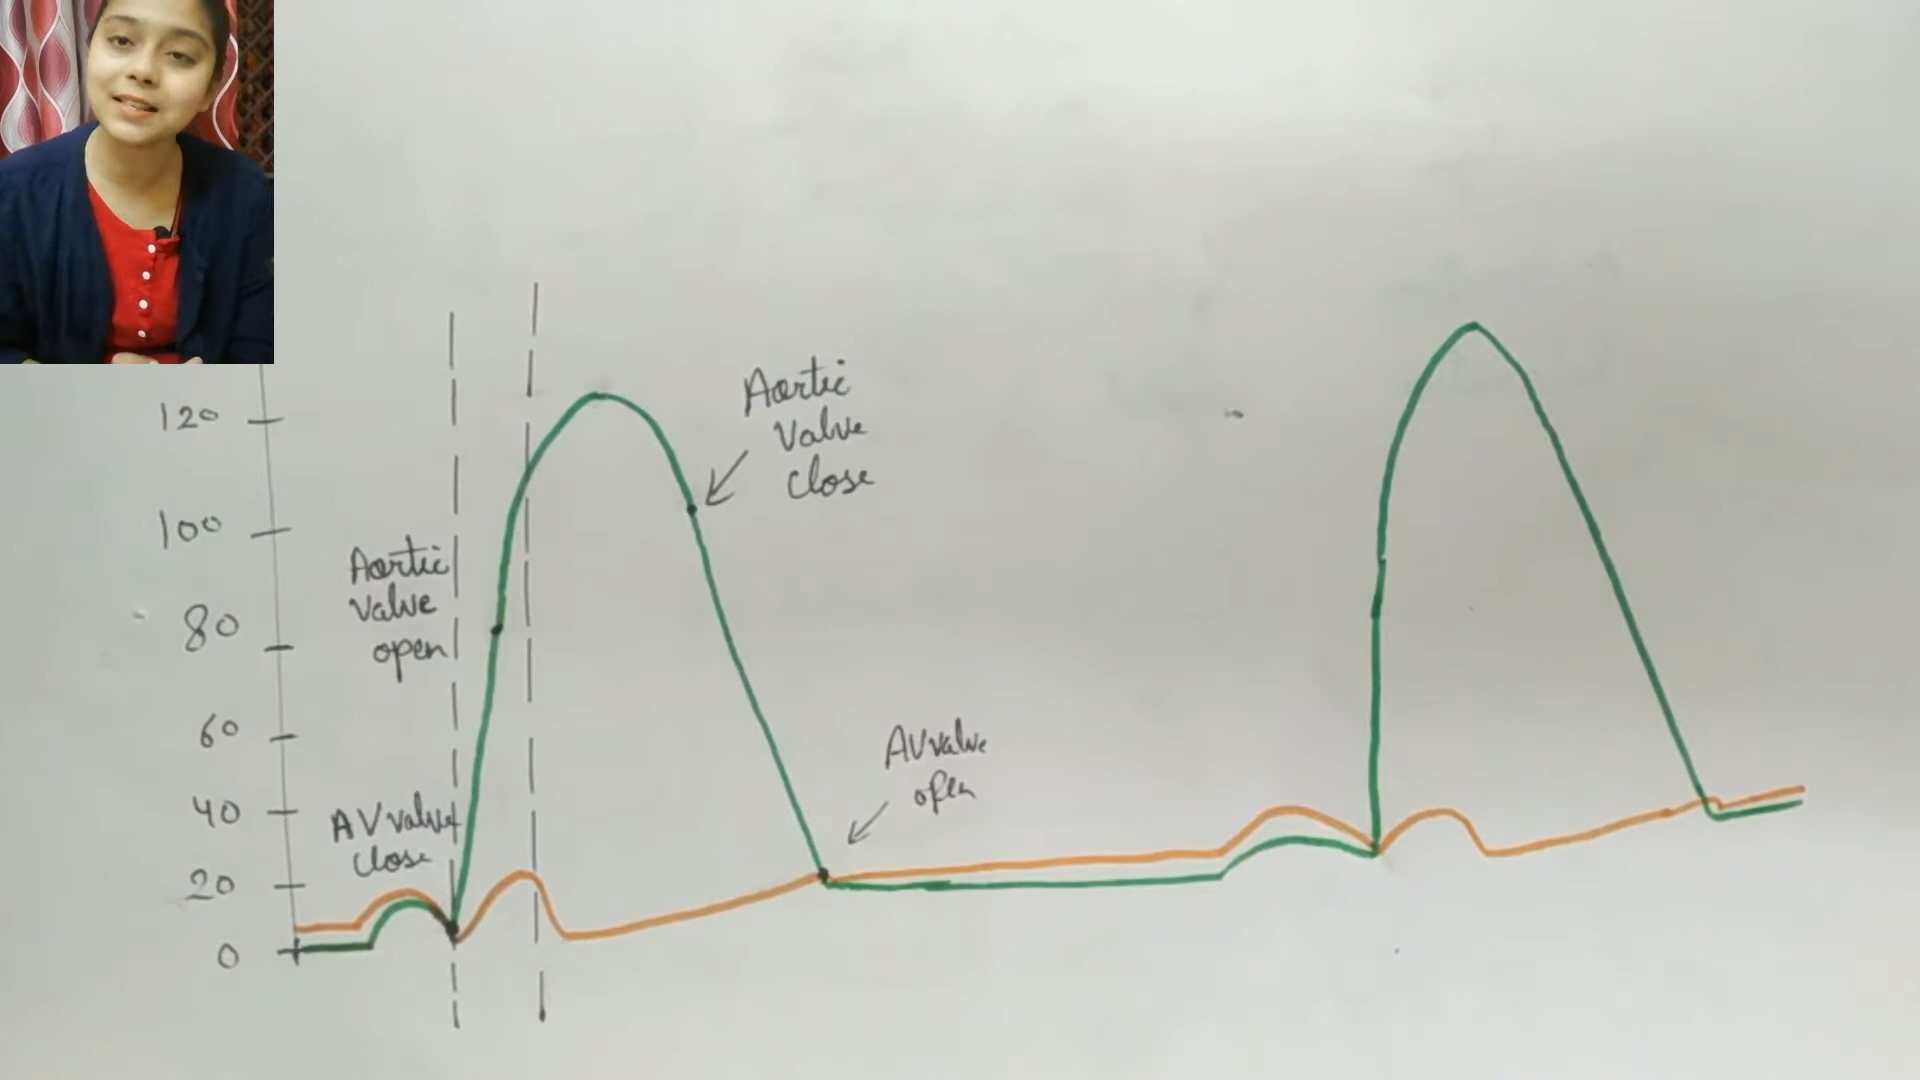 120
100
80
60
40
20
0
Aortic
valve
open
AV valve
close
Aortic
Valve
close
AV valve
open